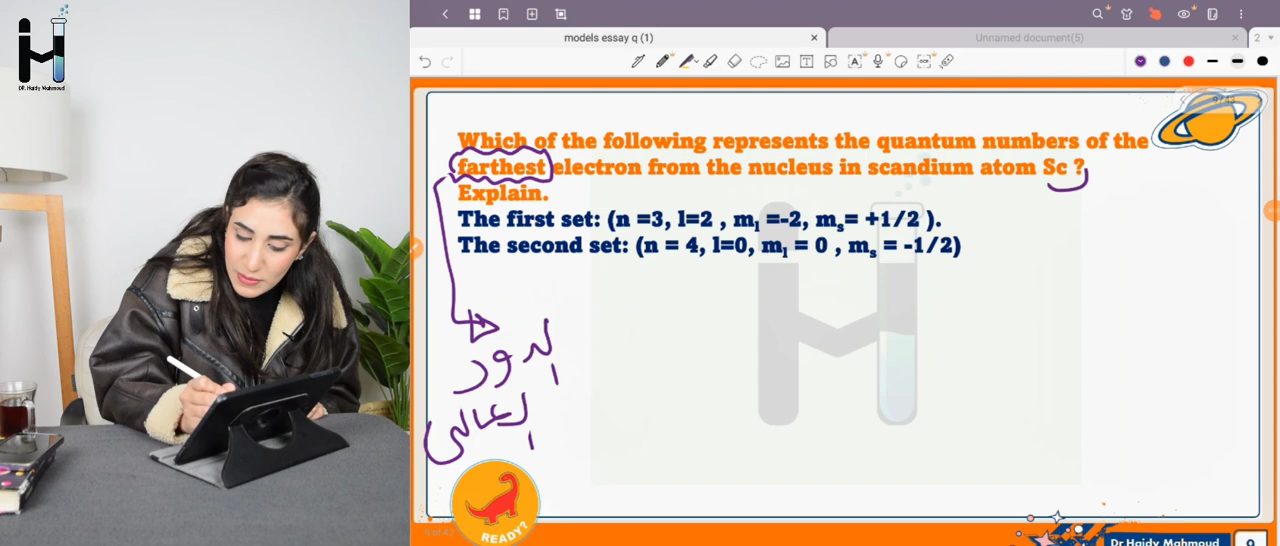 DR. Haidy Mahmoud
models essay q (1)
Unnamed document(5)
2
Which of the following represents the quantum numbers of the
farthest electron from the nucleus in scandium atom Sc ?
Explain.
The first set: (n =3, l=2 , mₗ =-2, mₛ= +1/2 ).
The second set: (n = 4, l=0, mₗ = 0 , mₛ = -1/2)
READY?
Dr Haidy Mahmoud
9